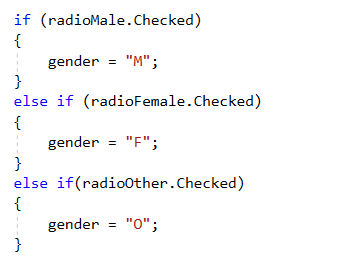 if (radioMale.Checked)
{
    gender = "M";
}
else if (radioFemale.Checked)
{
    gender = "F";
}
else if(radioOther.Checked)
{
    gender = "O";
}